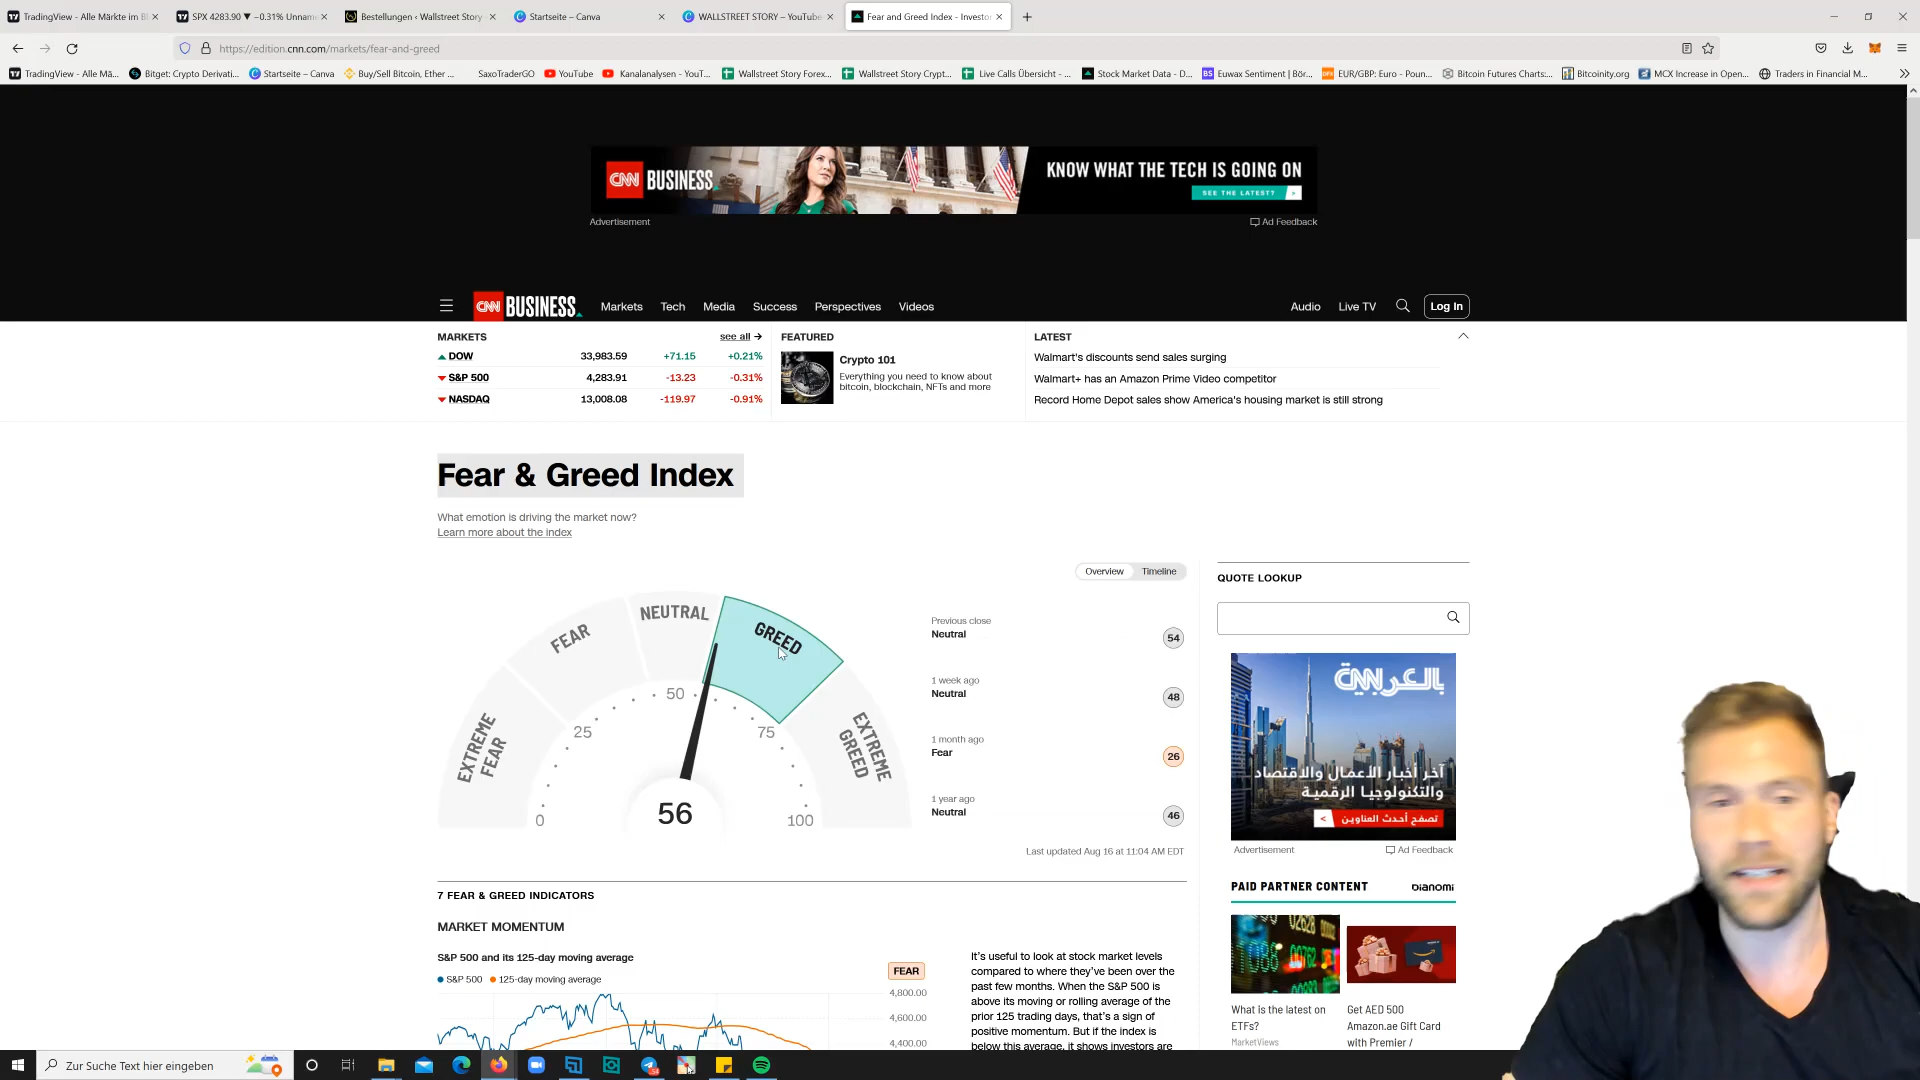 TradingView - Alle Märkte im Bl
SPX 4283.90 ▼ −0.31% Unnam
Bestellungen ‹ Wallstreet Story
Startseite – Canva
WALLSTREET STORY – YouTube
Fear and Greed Index - Investo
https://edition.cnn.com/markets/fear-and-greed
TradingView - Alle Mä...
Bitget: Crypto Derivati...
Startseite – Canva
Buy/Sell Bitcoin, Ether ...
SaxoTraderGO
YouTube
Kanalanalysen - YouT...
Wallstreet Story Forex...
Wallstreet Story Crypt...
Live Calls Übersicht - ...
Stock Market Data - D...
Euwax Sentiment | Bör...
EUR/GBP: Euro - Poun...
Bitcoin Futures Charts:...
Bitcoinity.org
MCX Increase in Open...
Traders in Financial M...
CNN BUSINESS
KNOW WHAT THE TECH IS GOING ON
SEE THE LATEST? >
Advertisement
Ad Feedback
CNN BUSINESS
Markets
Tech
Media
Success
Perspectives
Videos
Audio
Live TV
Log In
MARKETS
see all →
DOW 33,983.59 +71.15 +0.21%
S&P 500 4,283.91 -13.23 -0.31%
NASDAQ 13,008.08 -119.97 -0.91%
FEATURED
Crypto 101
Everything you need to know about
bitcoin, blockchain, NFTs and more
LATEST
Walmart's discounts send sales surging
Walmart+ has an Amazon Prime Video competitor
Record Home Depot sales show America's housing market is still strong
Fear & Greed Index
What emotion is driving the market now?
Learn more about the index
Overview
Timeline
EXTREME
FEAR
FEAR
NEUTRAL
GREED
EXTREME
GREED
0
25
50
75
100
56
Previous close
Neutral
54
1 week ago
Neutral
48
1 month ago
Fear
26
1 year ago
Neutral
46
Last updated Aug 16 at 11:04 AM EDT
QUOTE LOOKUP
CNN بالعربية
آخر أخبار الأعمال والاقتصاد
والتكنولوجيا الرقمية
تصفح أحدث العناوين >
Advertisement
Ad Feedback
PAID PARTNER CONTENT
DIANOMI
What is the latest on
ETFs?
MarketViews
Get AED 500
Amazon.ae Gift Card
with Premier /
7 FEAR & GREED INDICATORS
MARKET MOMENTUM
S&P 500 and its 125-day moving average
S&P 500
125-day moving average
FEAR
4,800.00
4,600.00
4,400.00
It's useful to look at stock market levels
compared to where they've been over the
past few months. When the S&P 500 is
above its moving or rolling average of the
prior 125 trading days, that's a sign of
positive momentum. But if the index is
below this average, it shows investors are
Zur Suche Text hier eingeben